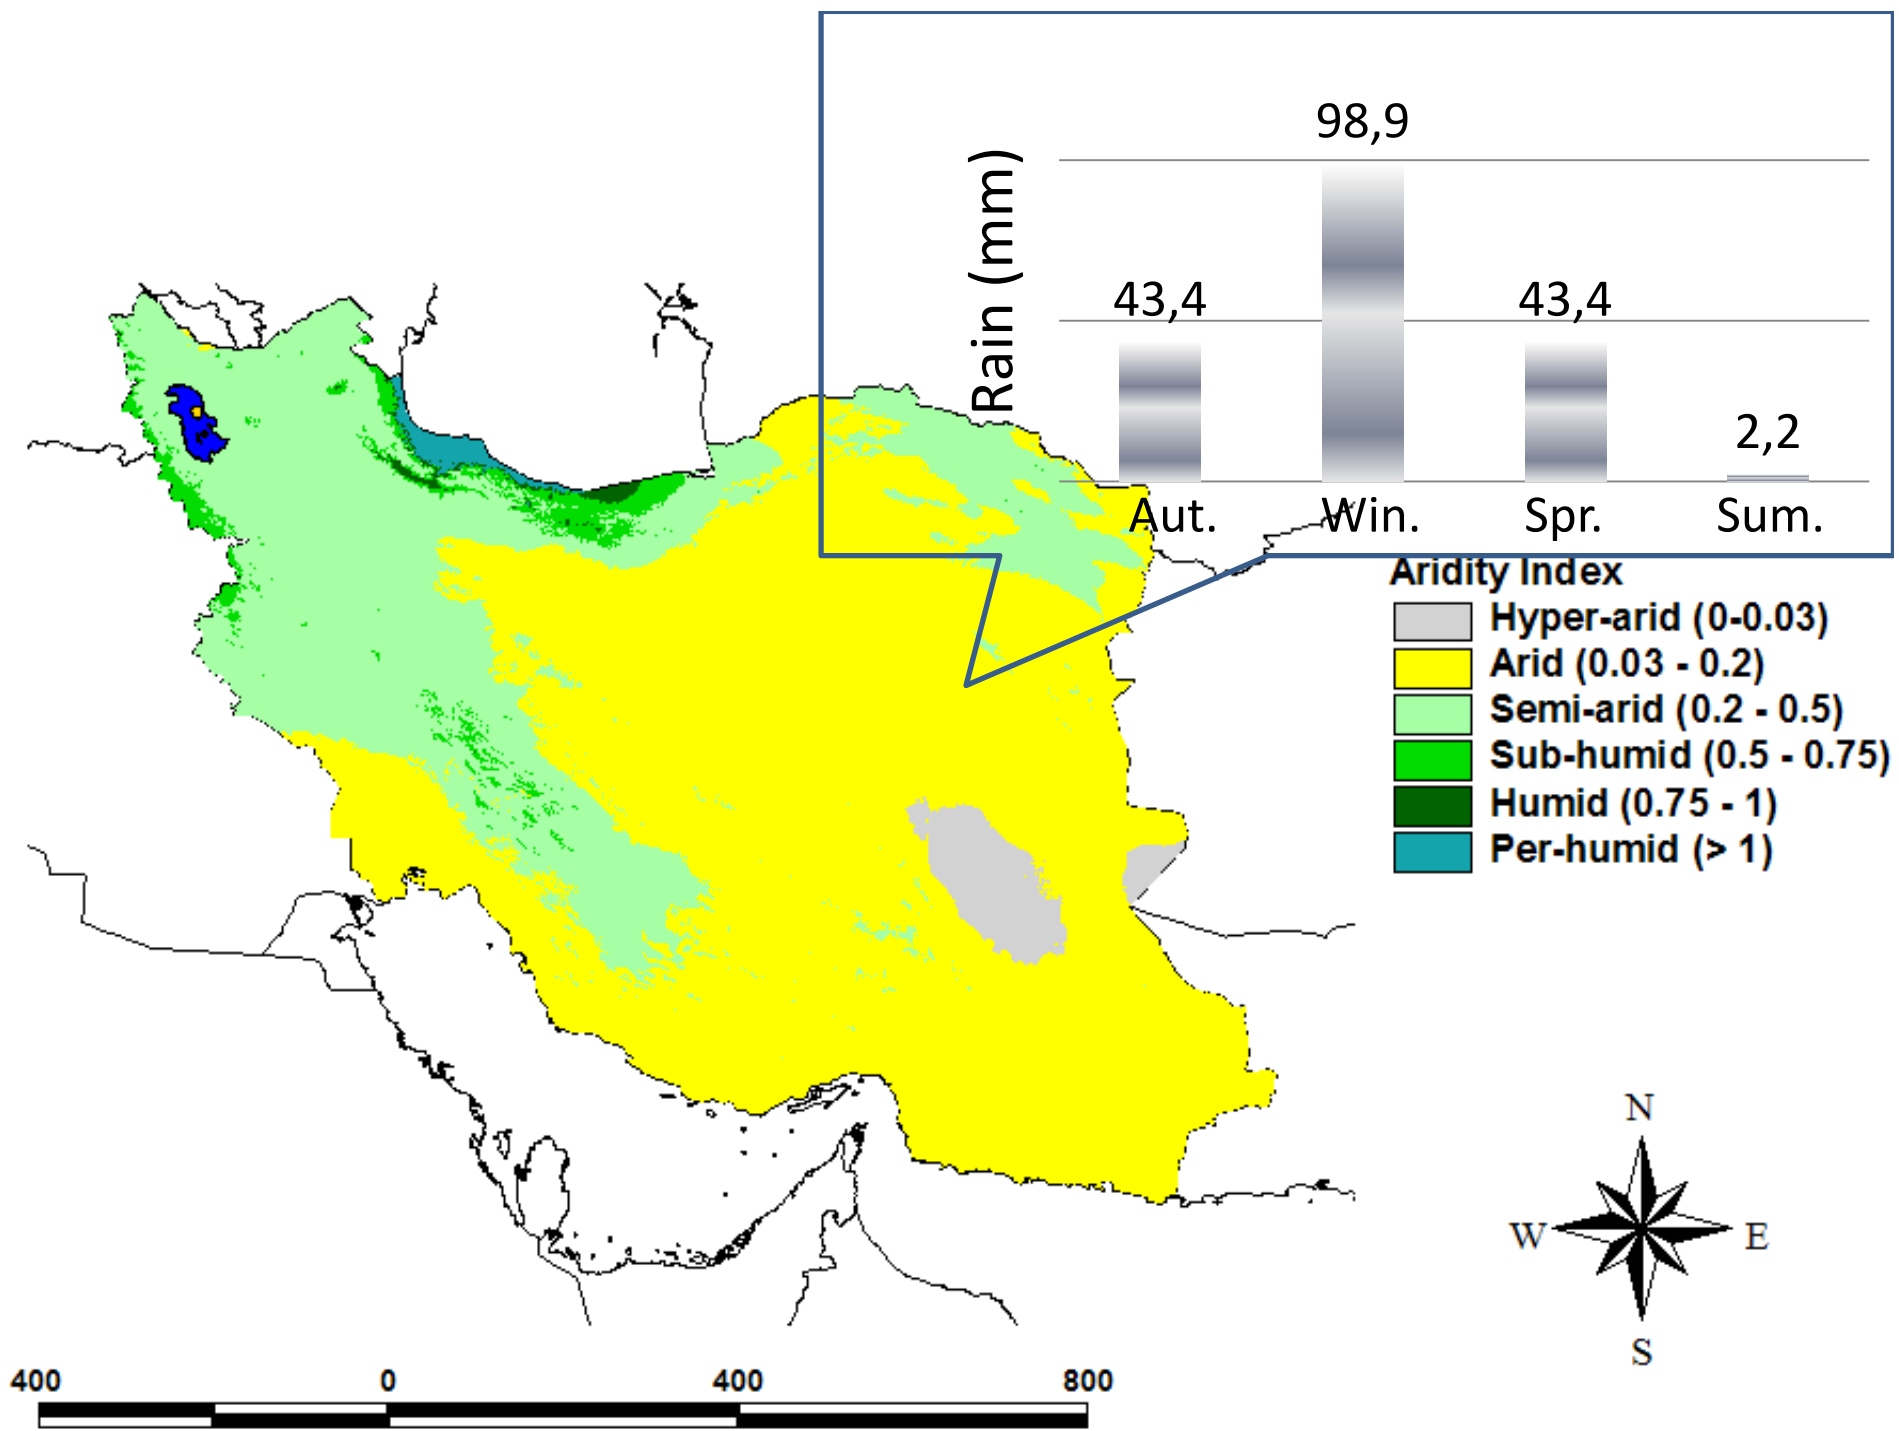 98,9
43,4
43,4
2,2
Rain (mm)
Aut.
Win.
Spr.
Sum.
Aridity Index
Hyper-arid (0-0.03)
Arid (0.03 - 0.2)
Semi-arid (0.2 - 0.5)
Sub-humid (0.5 - 0.75)
Humid (0.75 - 1)
Per-humid (> 1)
N
W
E
S
400
0
400
800